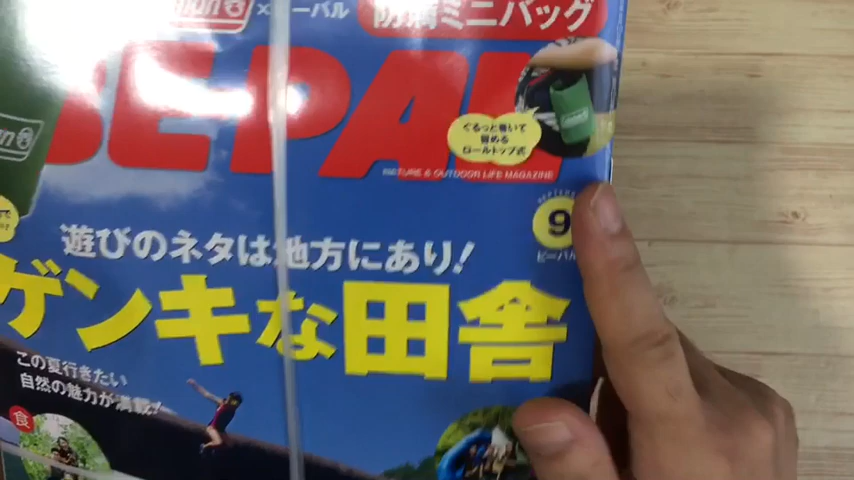 ×ビーパル
防滴ミニバッグ
BE-PAL
ぐるっと巻いて
留める
ロールトップ式
NATURE & OUTDOOR LIFE MAGAZINE
9
ビーパル
遊びのネタは地方にあり!
ゲンキな田舎
この夏行きたい
自然の魅力が満載!
食